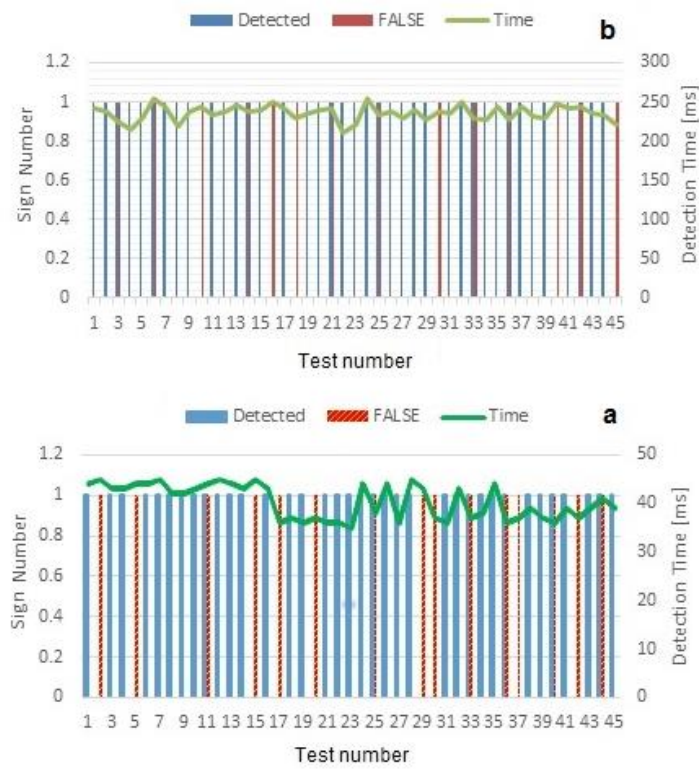 Detected FALSE Time b
1.2 300
1 250
0.8 200
0.6 150
0.4 100
0.2 50
0 0
Sign Number
Detection Time [ms]
1 3 5 7 9 11 13 15 17 19 21 23 25 27 29 31 33 35 37 39 41 43 45
Test number
Detected FALSE Time a
1.2 50
1 40
0.8 30
0.6 20
0.4 10
0.2 0
0
Sign Number
Detection Time [ms]
1 3 5 7 9 11 13 15 17 19 21 23 25 27 29 31 33 35 37 39 41 43 45
Test number